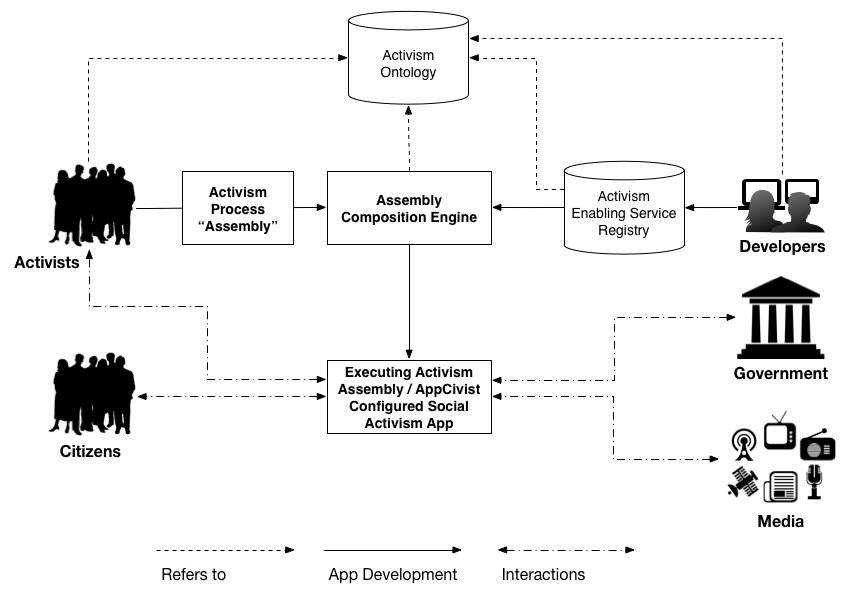 Activism
Ontology
Activism
Process
“Assembly”
Assembly
Composition Engine
Activism
Enabling Service
Registry
Developers
Activists
Government
Executing Activism
Assembly / AppCivist
Configured Social
Activism App
Citizens
Media
Refers to
App Development
Interactions